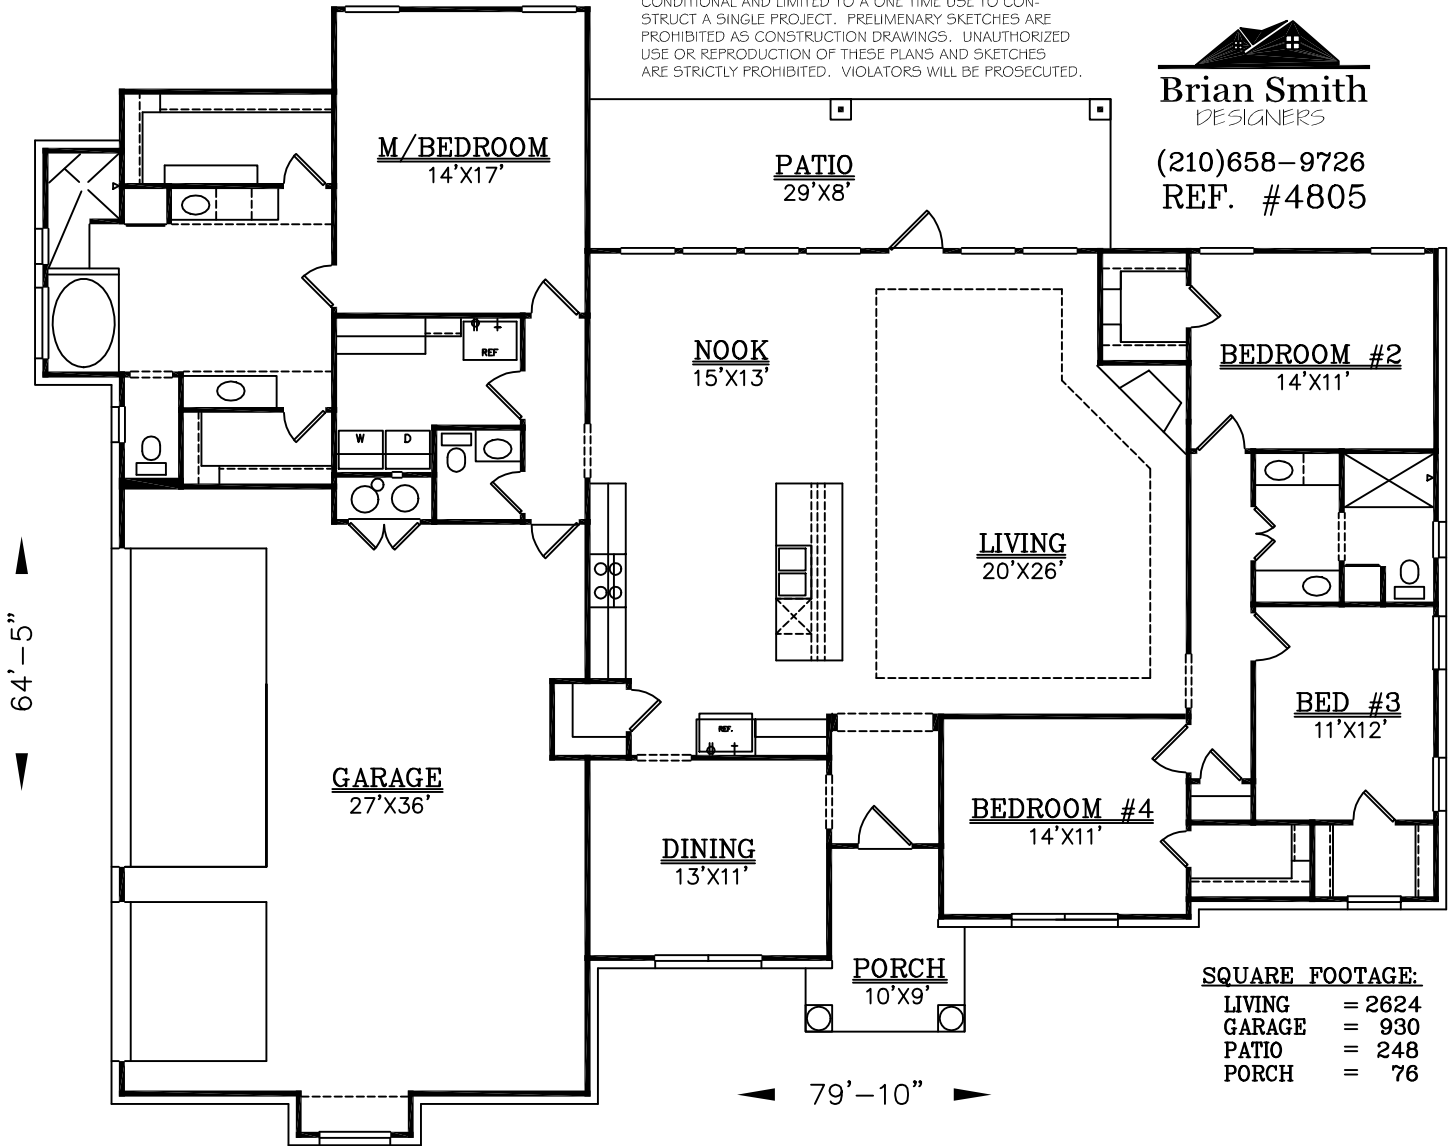 CONDITIONAL AND LIMITED TO A ONE TIME USE TO CON-
STRUCT A SINGLE PROJECT. PRELIMENARY SKETCHES ARE
PROHIBITED AS CONSTRUCTION DRAWINGS. UNAUTHORIZED
USE OR REPRODUCTION OF THESE PLANS AND SKETCHES
ARE STRICTLY PROHIBITED. VIOLATORS WILL BE PROSECUTED.
Brian Smith
DESIGNERS
(210)658-9726
REF. #4805
M/BEDROOM
14'X17'
PATIO
29'X8'
REF
NOOK
15'X13'
BEDROOM #2
14'X11'
W
D
LIVING
20'X26'
64'-5"
BED #3
11'X12'
REF.
GARAGE
27'X36'
BEDROOM #4
14'X11'
DINING
13'X11'
PORCH
10'X9'
79'-10"
SQUARE FOOTAGE:
LIVING = 2624
GARAGE = 930
PATIO = 248
PORCH = 76